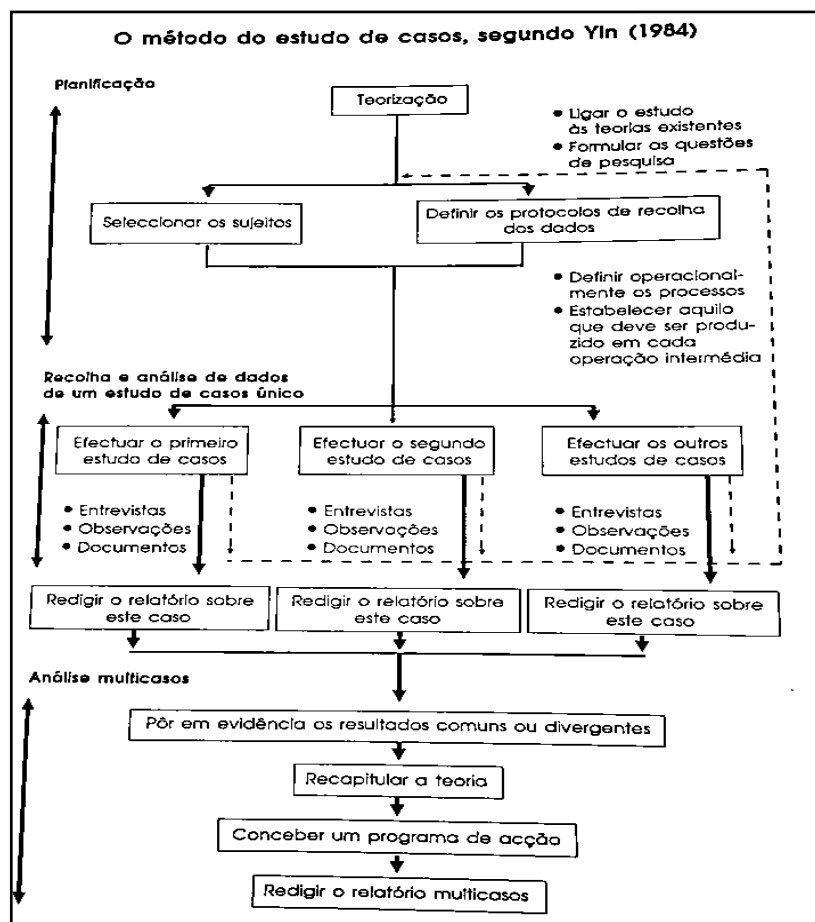 O método do estudo de casos, segundo Yin (1984)
Planificação
Teorização
• Ligar o estudo
às teorias existentes
• Formular as questões
de pesquisa
Seleccionar os sujeitos
Definir os protocolos de recolha
dos dados
• Definir operacional-
mente os processos
• Estabelecer aquilo
que deve ser produ-
zido em cada
operação intermédia
Recolha e análise de dados
de um estudo de casos único
Efectuar o primeiro
estudo de casos
Efectuar o segundo
estudo de casos
Efectuar os outros
estudos de casos
• Entrevistas
• Observações
• Documentos
• Entrevistas
• Observações
• Documentos
• Entrevistas
• Observações
• Documentos
Redigir o relatório sobre
este caso
Redigir o relatório sobre
este caso
Redigir o relatório sobre
este caso
Análise multicasos
Pôr em evidência os resultados comuns ou divergentes
Recapitular a teoria
Conceber um programa de acção
Redigir o relatório multicasos